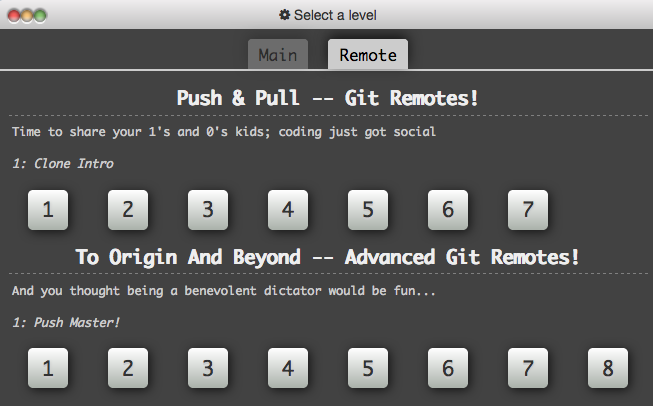 Select a level
Main Remote
Push & Pull -- Git Remotes!
Time to share your 1's and 0's kids; coding just got social
1: Clone Intro
1 2 3 4 5 6 7
To Origin And Beyond -- Advanced Git Remotes!
And you thought being a benevolent dictator would be fun...
1: Push Master!
1 2 3 4 5 6 7 8